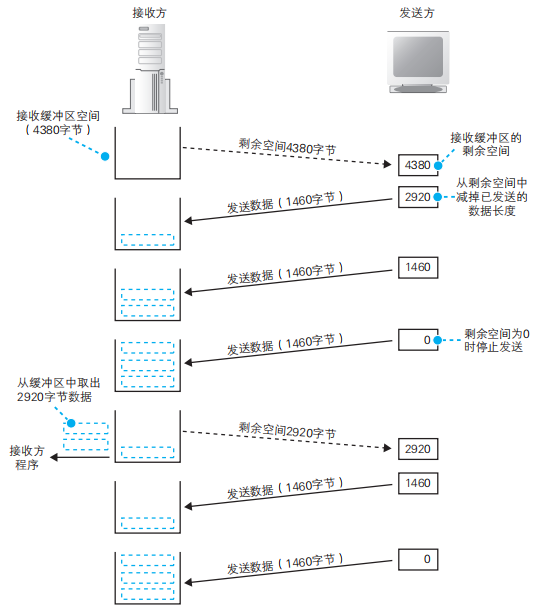 接收方
发送方
接收缓冲区空间
（4380字节）
剩余空间4380字节
接收缓冲区的
剩余空间
4380
发送数据（1460字节）
2920
从剩余空间中
减掉已发送的
数据长度
发送数据（1460字节）
1460
发送数据（1460字节）
0
剩余空间为0
时停止发送
从缓冲区中取出
2920字节数据
接收方
程序
剩余空间2920字节
2920
发送数据（1460字节）
1460
发送数据（1460字节）
0